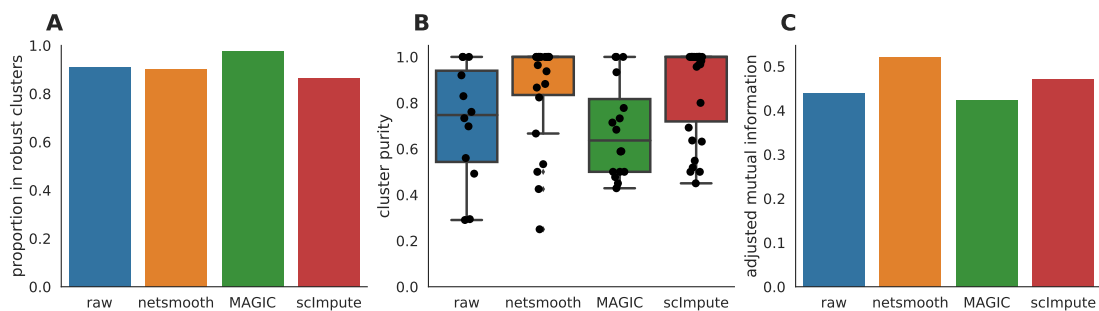 A
proportion in robust clusters
1.0
0.8
0.6
0.4
0.2
0.0
raw netsmooth MAGIC scImpute
B
cluster purity
1.0
0.8
0.6
0.4
0.2
0.0
raw netsmooth MAGIC scImpute
C
adjusted mutual information
0.5
0.4
0.3
0.2
0.1
0.0
raw netsmooth MAGIC scImpute